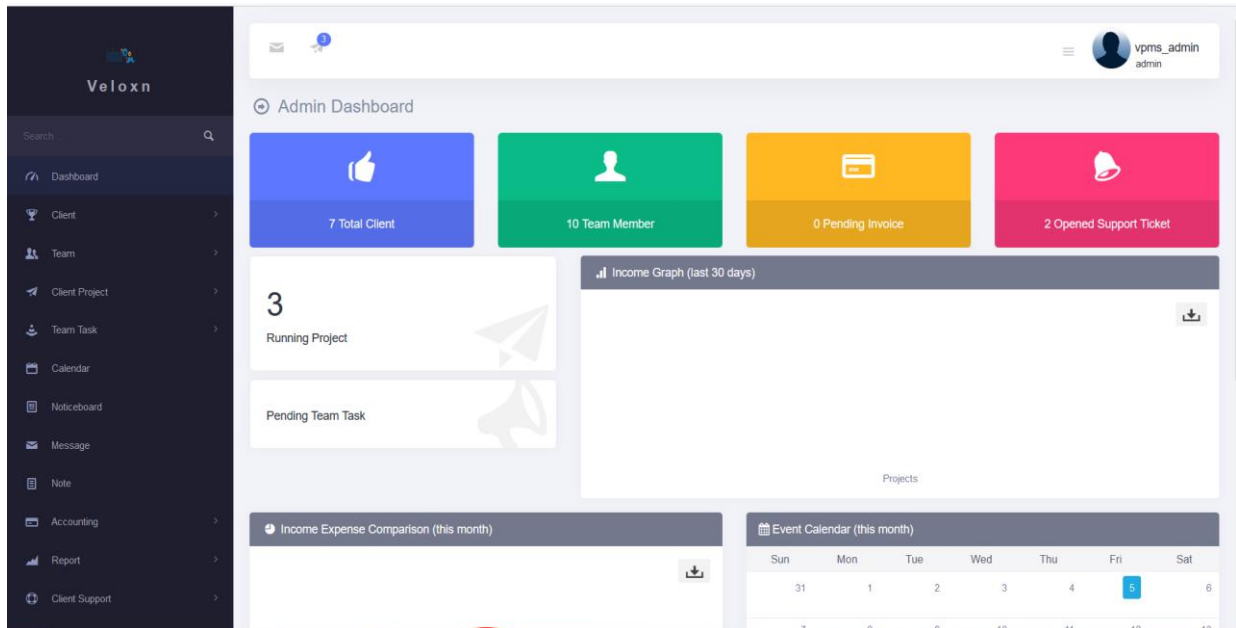 Veloxn
Search ...
Dashboard
Client
Team
Client Project
Team Task
Calendar
Noticeboard
Message
Note
Accounting
Report
Client Support
3
vpms_admin
admin
Admin Dashboard
7 Total Client
10 Team Member
0 Pending Invoice
2 Opened Support Ticket
3
Running Project
Pending Team Task
Income Graph (last 30 days)
Projects
Income Expense Comparison (this month)
Event Calendar (this month)
Sun Mon Tue Wed Thu Fri Sat
31 1 2 3 4 5 6